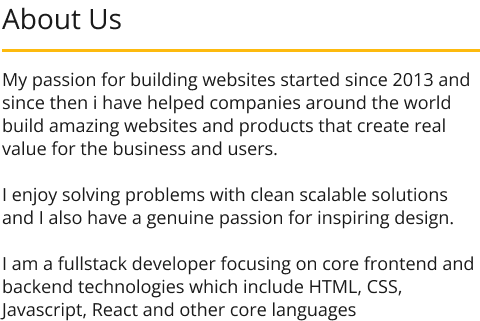 About Us
My passion for building websites started since 2013 and
since then i have helped companies around the world
build amazing websites and products that create real
value for the business and users.
I enjoy solving problems with clean scalable solutions
and I also have a genuine passion for inspiring design.
I am a fullstack developer focusing on core frontend and
backend technologies which include HTML, CSS,
Javascript, React and other core languages